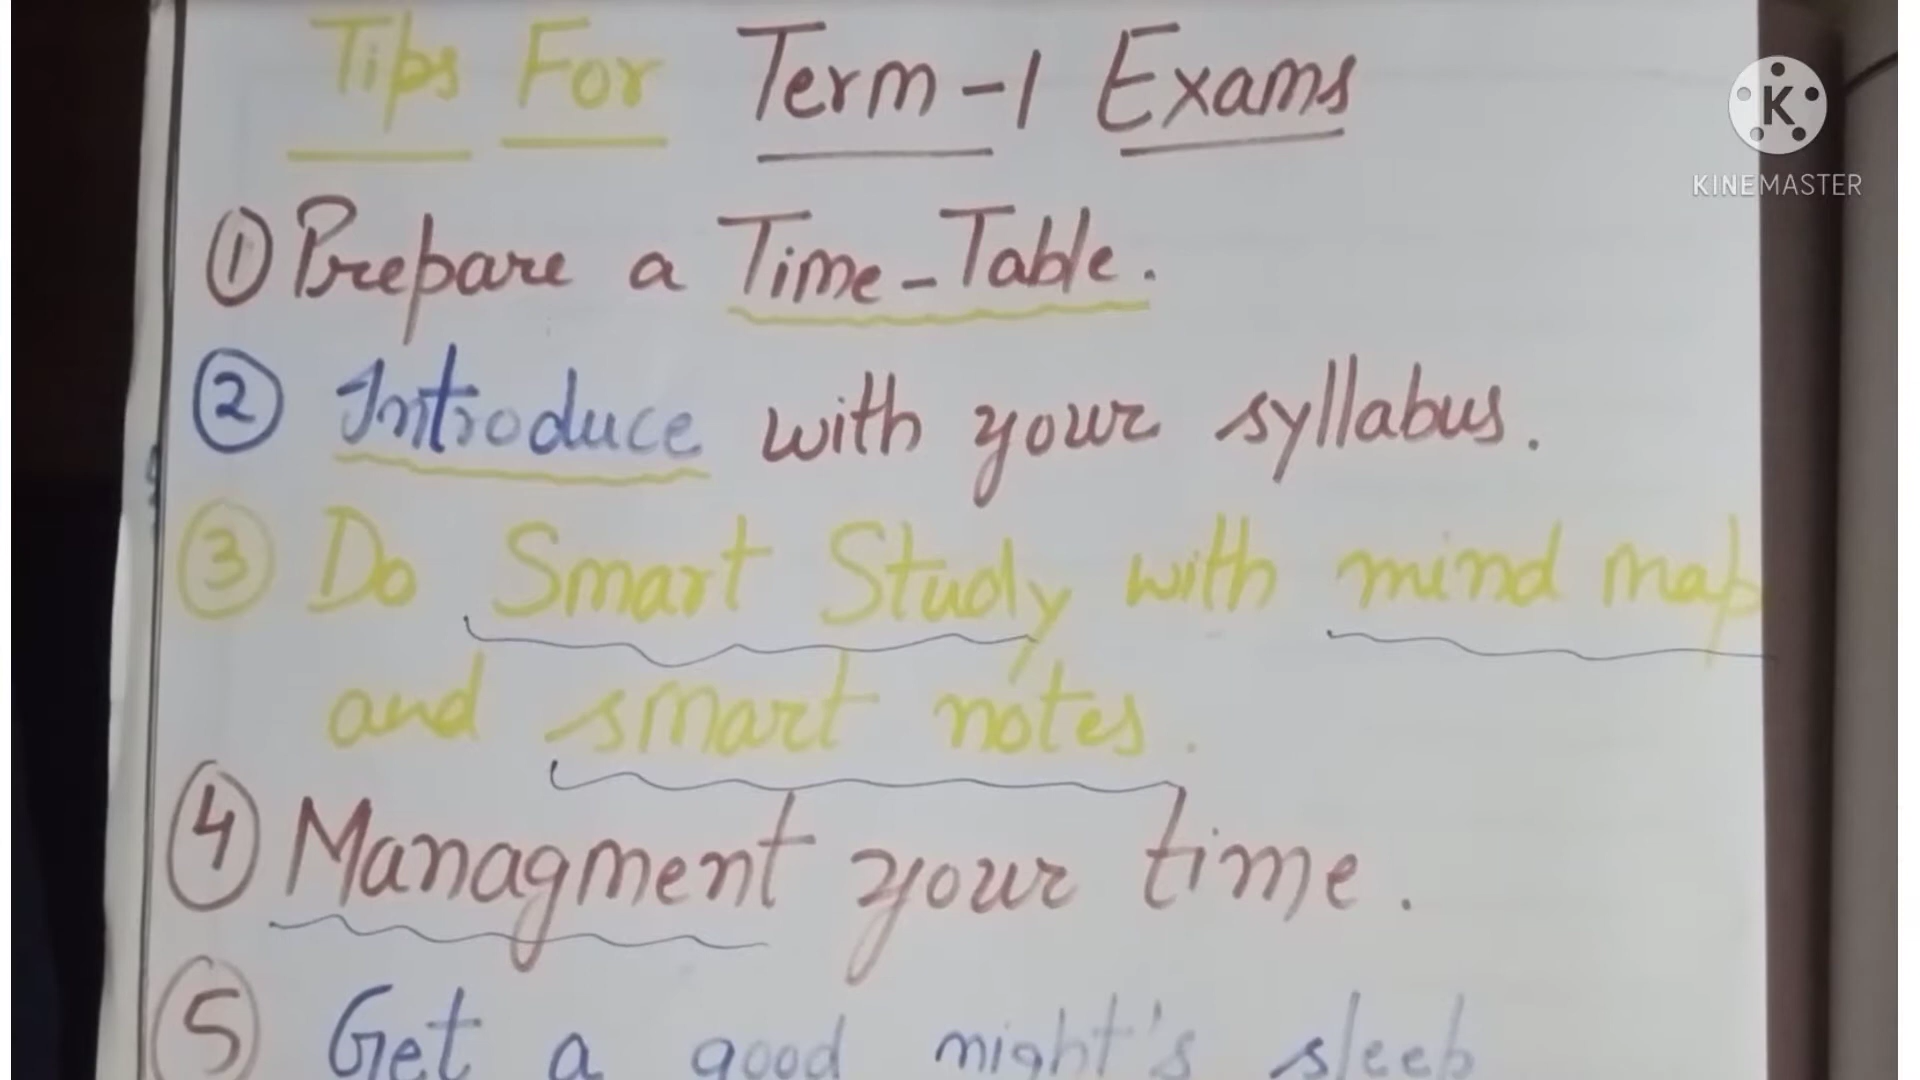 Tips For Term-1 Exams
K
KINEMASTER
① Prepare a Time-Table.
② Introduce with your syllabus.
③ Do Smart Study with mind map
and smart notes.
④ Managment your time.
⑤ Get a good night's sleep